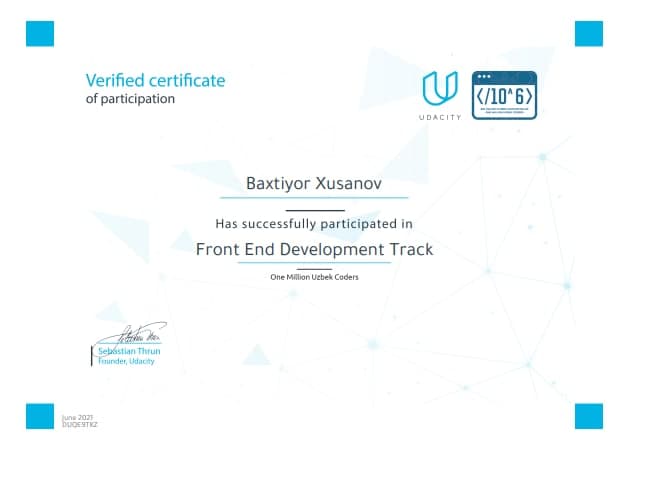 Verified certificate
of participation
UDACITY
</10^6>
Baxtiyor Xusanov
Has successfully participated in
Front End Development Track
One Million Uzbek Coders
Sebastian Thrun
Founder, Udacity
June 2021